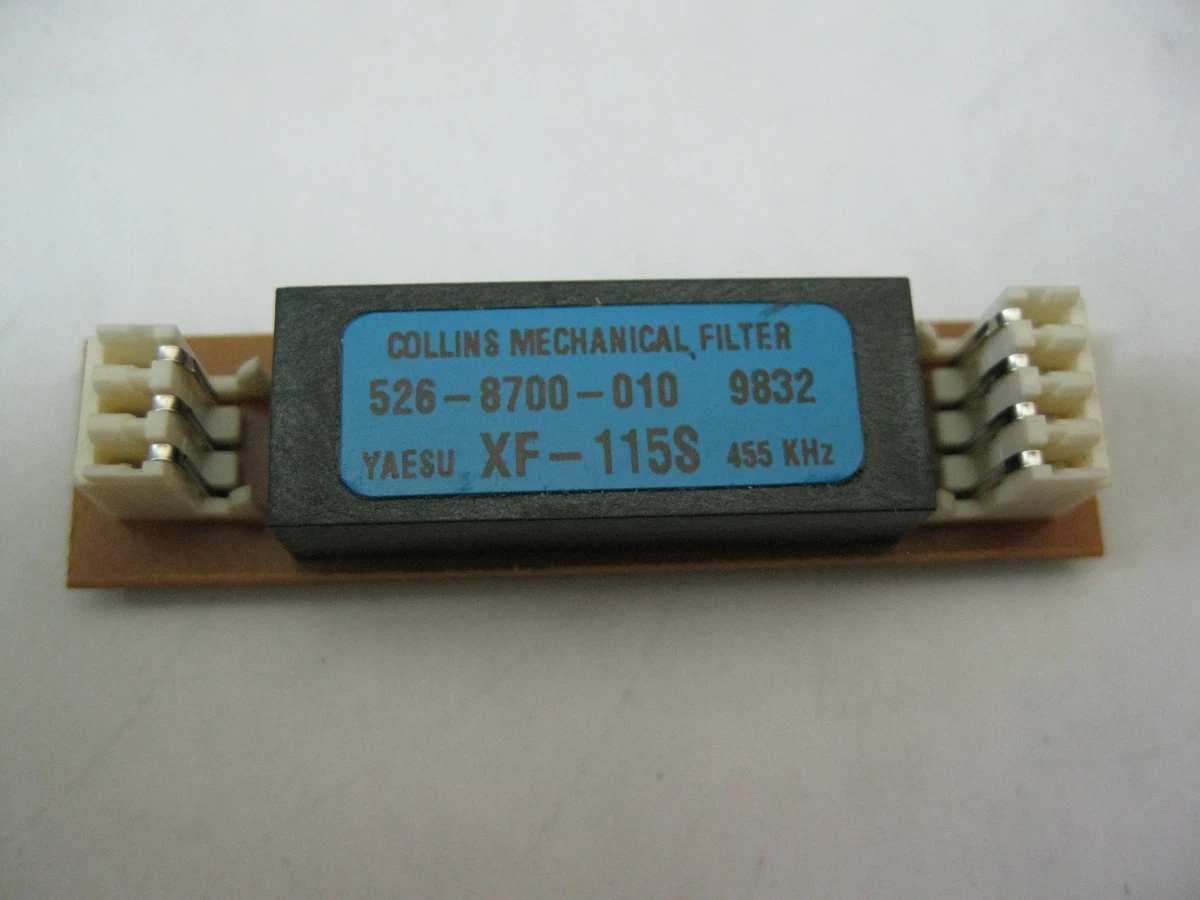 COLLINS MECHANICAL FILTER
526-8700-010 9832
YAESU XF-115S 455 KHz